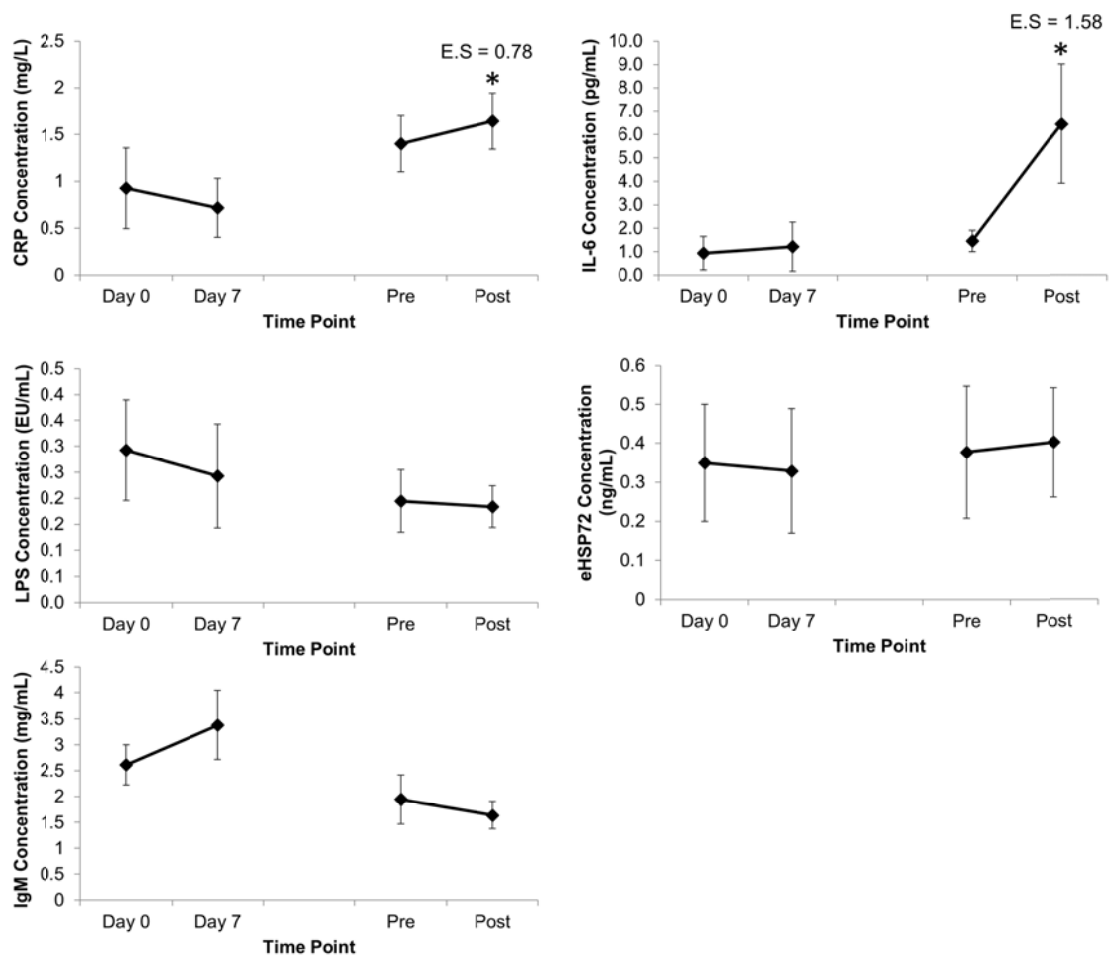 E.S = 0.78
*
CRP Concentration (mg/L)
2.5
2
1.5
1
0.5
0
Day 0 Day 7 Pre Post
Time Point
E.S = 1.58
*
IL-6 Concentration (pg/mL)
10.0
9.0
8.0
7.0
6.0
5.0
4.0
3.0
2.0
1.0
0.0
Day 0 Day 7 Pre Post
Time Point
LPS Concentration (EU/mL)
0.5
0.4
0.4
0.3
0.3
0.2
0.2
0.1
0.1
0.0
Day 0 Day 7 Pre Post
Time Point
eHSP72 Concentration
(ng/mL)
0.6
0.5
0.4
0.3
0.2
0.1
0
Day 0 Day 7 Pre Post
Time Point
IgM Concentration (mg/mL)
4.5
4
3.5
3
2.5
2
1.5
1
0.5
0
Day 0 Day 7 Pre Post
Time Point